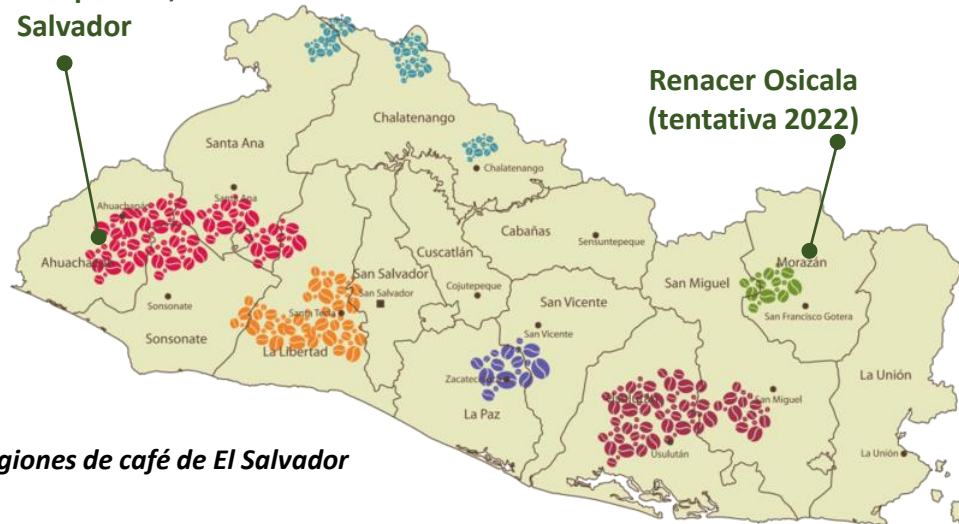 Salvador
Renacer Osicala
(tentativa 2022)
Santa Ana
Chalatenango
Chalatenango
Ahuachapán
Santa Ana
Cabañas
Sensuntepeque
Cuscatlán
Morazán
Ahuachapán
San Salvador
San Miguel
Cojutepeque
San Salvador
San Vicente
Sonsonate
Santa Tecla
San Francisco Gotera
Sonsonate
San Vicente
La Libertad
Zacatecoluca
La Unión
La Paz
San Miguel
Usulután
Usulután
La Unión
giones de café de El Salvador